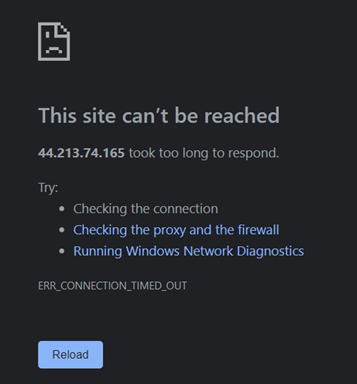 This site can’t be reached
44.213.74.165 took too long to respond.
Try:
• Checking the connection
• Checking the proxy and the firewall
• Running Windows Network Diagnostics
ERR_CONNECTION_TIMED_OUT
Reload